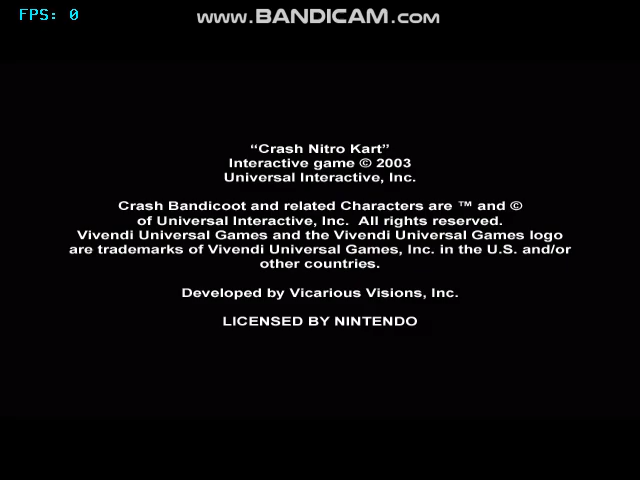 FPS: 0
www.BANDICAM.com
“Crash Nitro Kart”
Interactive game © 2003
Universal Interactive, Inc.
Crash Bandicoot and related Characters are ™ and ©
of Universal Interactive, Inc. All rights reserved.
Vivendi Universal Games and the Vivendi Universal Games logo
are trademarks of Vivendi Universal Games, Inc. in the U.S. and/or
other countries.
Developed by Vicarious Visions, Inc.
LICENSED BY NINTENDO